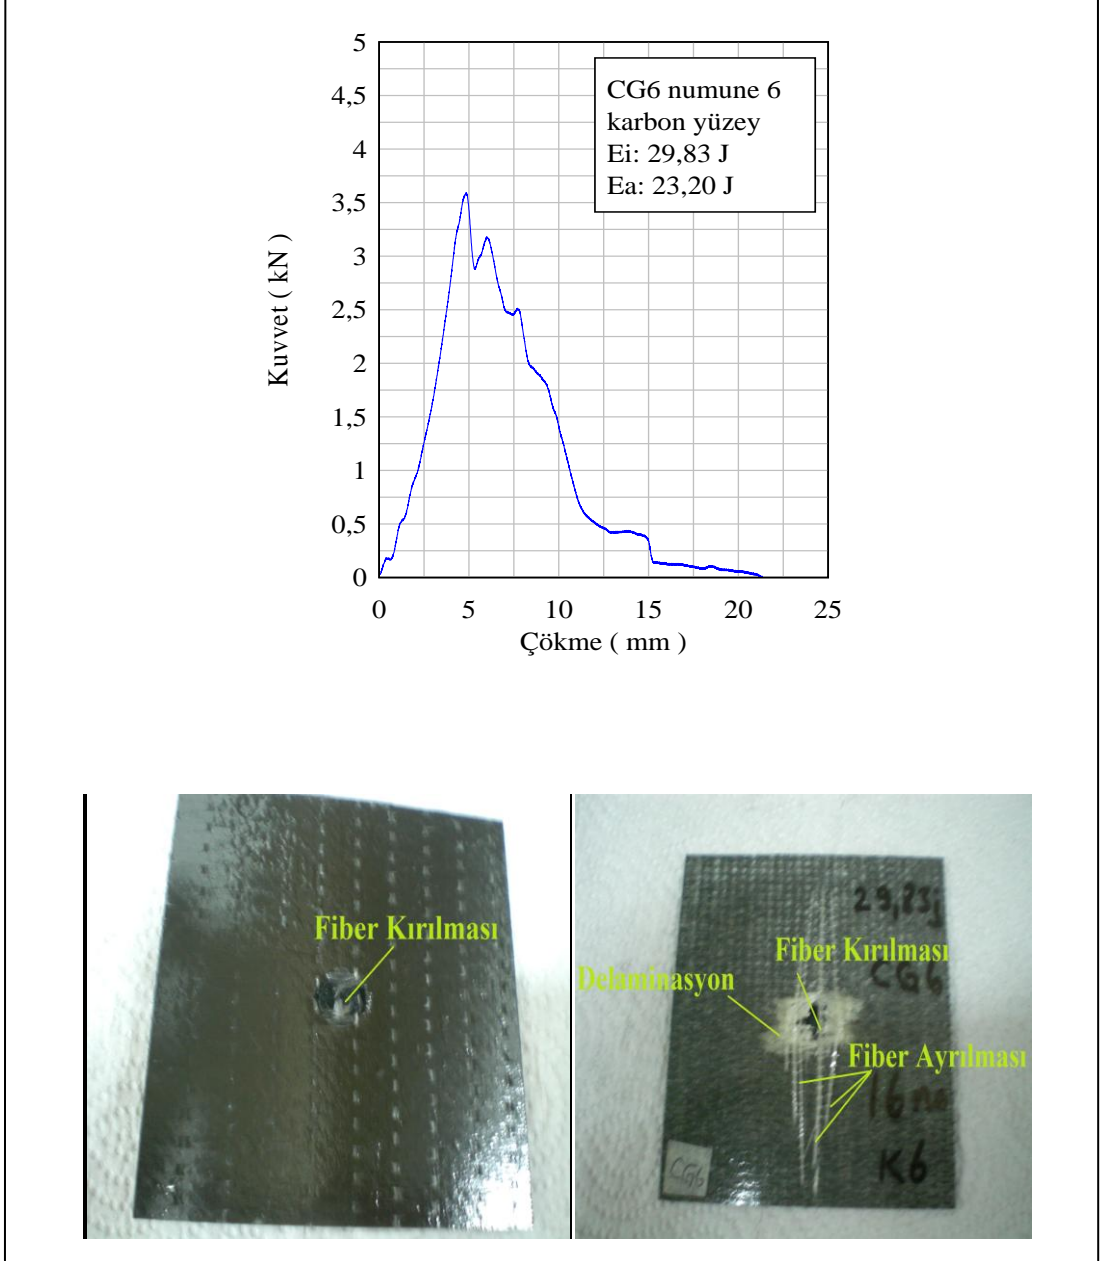 5
4,5
4
3,5
3
2,5
2
1,5
1
0,5
0
Kuvvet ( kN )
CG6 numune 6
karbon yüzey
Ei: 29,83 J
Ea: 23,20 J
0 5 10 15 20 25
Çökme ( mm )
Fiber Kırılması
29,83j
Fiber Kırılması
CG6
Delaminasyon
Fiber Ayrılması
16
K6
CG6